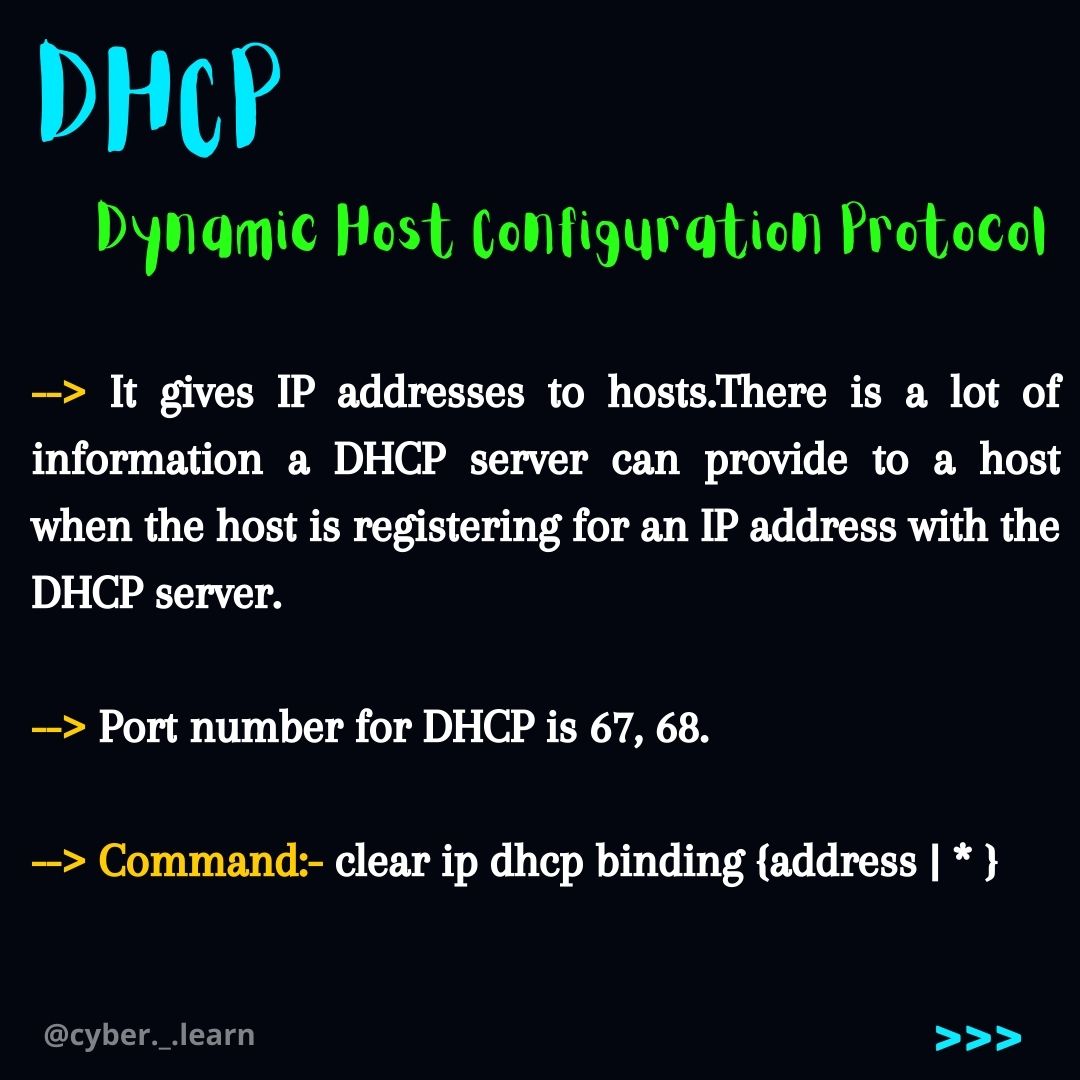 DHCP
Dynamic Host Configuration Protocol
--> It gives IP addresses to hosts.There is a lot of
information a DHCP server can provide to a host
when the host is registering for an IP address with the
DHCP server.
--> Port number for DHCP is 67, 68.
--> Command:- clear ip dhcp binding {address | * }
@cyber._.learn
>>>